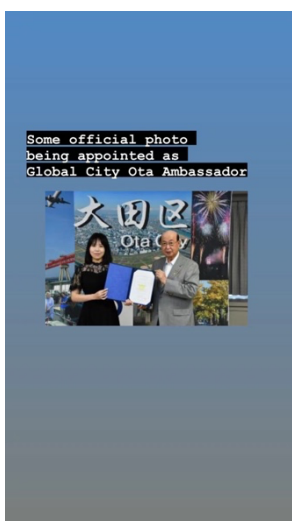 Some official photo
being appointed as
Global City Ota Ambassador
大田区
Ota City